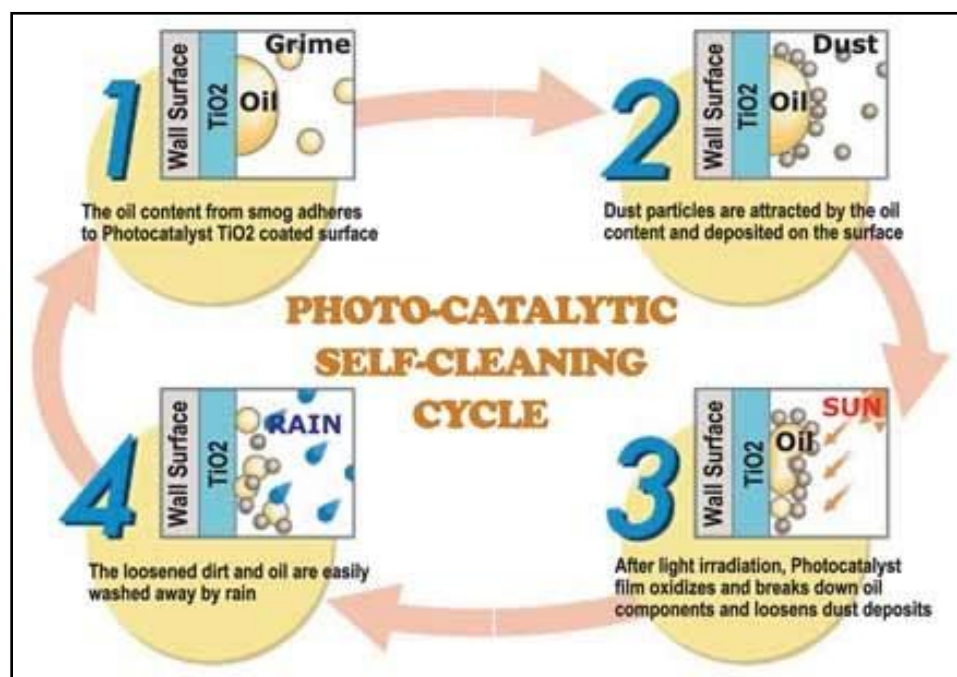 1
Wall Surface
TiO2
Oil
Grime
The oil content from smog adheres
to Photocatalyst TiO2 coated surface
2
Wall Surface
TiO2
Oil
Dust
Dust particles are attracted by the oil
content and deposited on the surface
PHOTO-CATALYTIC
SELF-CLEANING
CYCLE
3
Wall Surface
TiO2
Oil
SUN
After light irradiation, Photocatalyst
film oxidizes and breaks down oil
components and loosens dust deposits
4
Wall Surface
TiO2
RAIN
The loosened dirt and oil are easily
washed away by rain